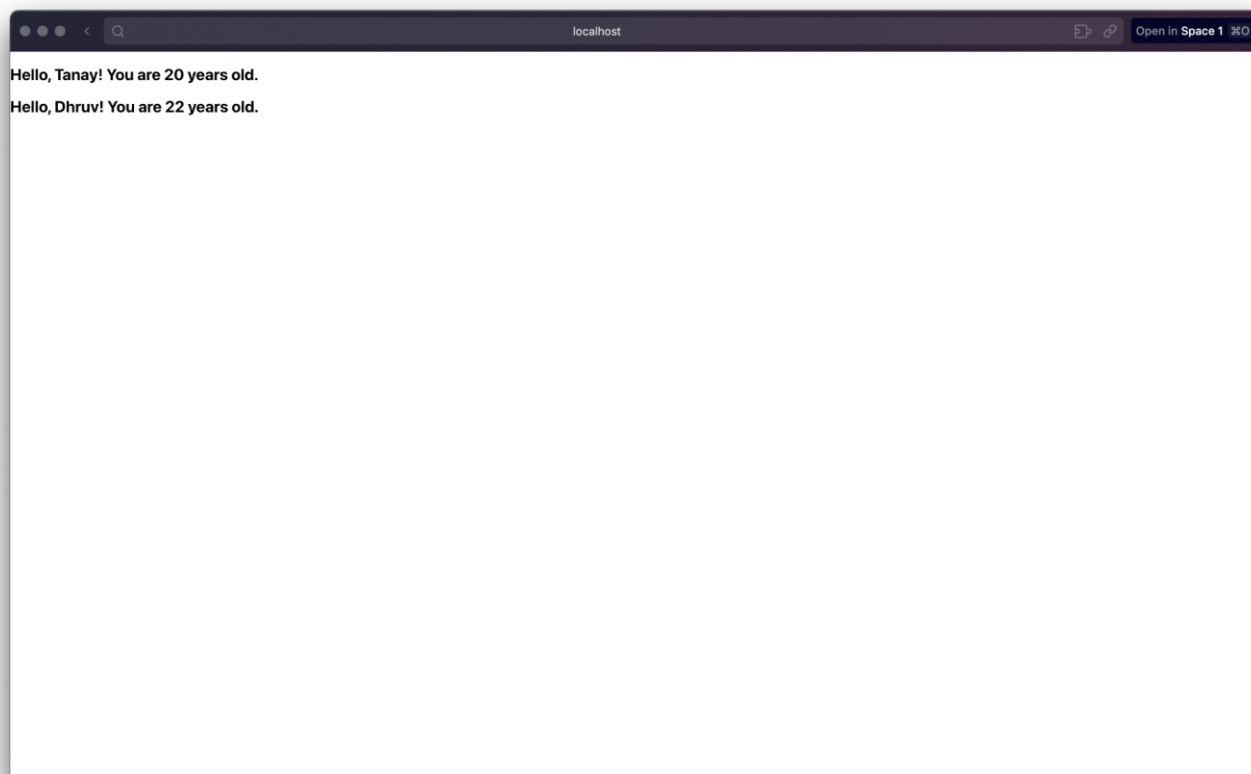 localhost
Open in Space 1 ⌘O
Hello, Tanay! You are 20 years old.
Hello, Dhruv! You are 22 years old.